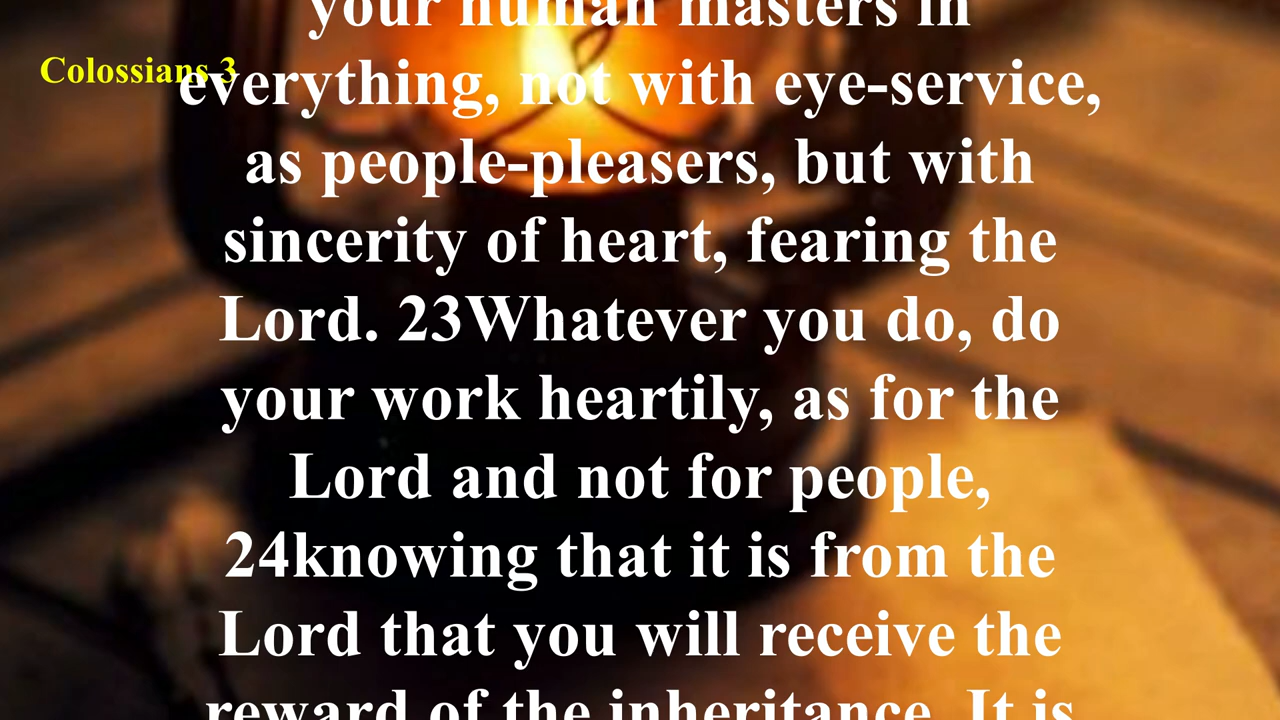 your human masters in
Colossians 3
everything, not with eye-service,
as people-pleasers, but with
sincerity of heart, fearing the
Lord. 23Whatever you do, do
your work heartily, as for the
Lord and not for people,
24knowing that it is from the
Lord that you will receive the
reward of the inheritance. It is